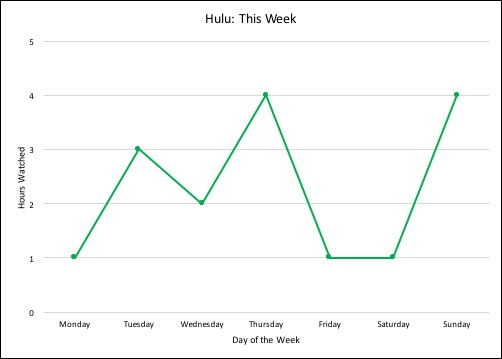 Hulu: This Week
5
4
3
2
1
0
Hours Watched
Monday Tuesday Wednesday Thursday Friday Saturday Sunday
Day of the Week